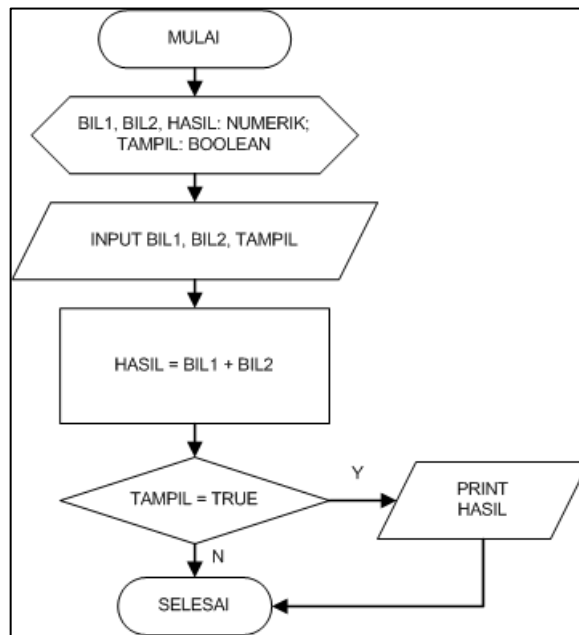 MULAI
BIL1, BIL2, HASIL: NUMERIK;
TAMPIL: BOOLEAN
INPUT BIL1, BIL2, TAMPIL
HASIL = BIL1 + BIL2
TAMPIL = TRUE
Y
PRINT
HASIL
N
SELESAI